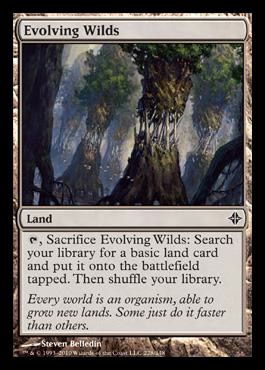 Evolving Wilds
Land
, Sacrifice Evolving Wilds: Search
your library for a basic land card
and put it onto the battlefield
tapped. Then shuffle your library.
Every world is an organism, able to
grow new lands. Some just do it faster
than others.
Steven Belledin
™ & © 1993–2010 Wizards of the Coast LLC 228/248